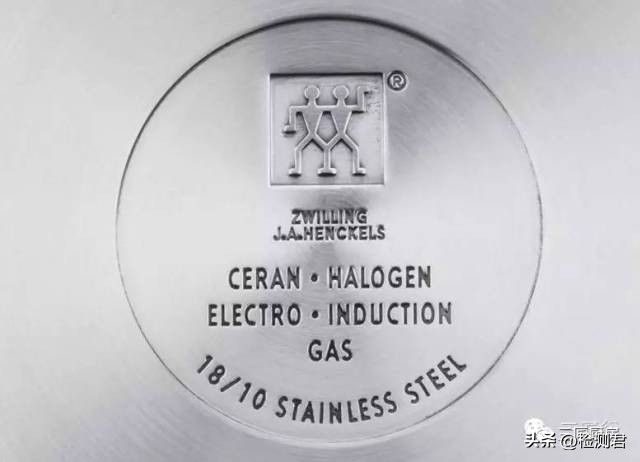 ®
ZWILLING
J.A.HENCKELS
CERAN • HALOGEN
ELECTRO • INDUCTION
GAS
18/10 STAINLESS STEEL
头条 @检测君